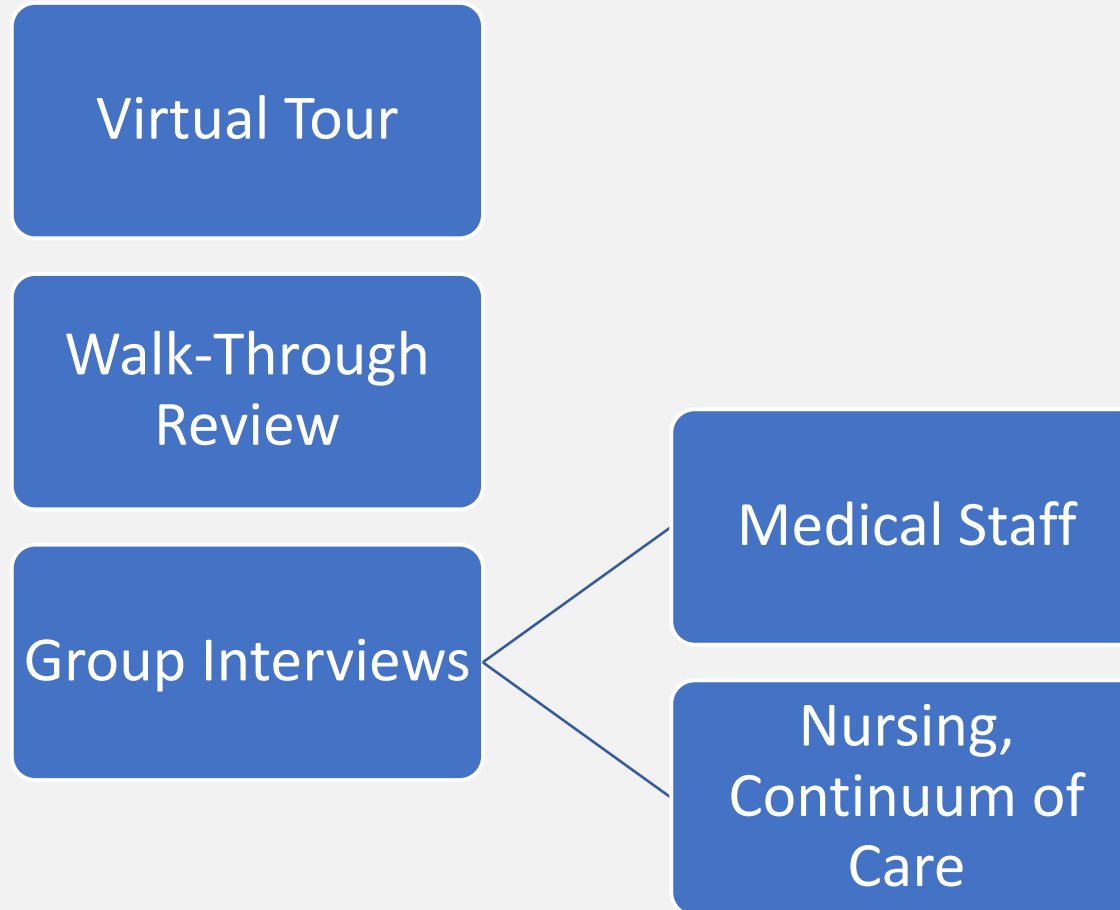 Virtual Tour
Walk-Through
Review
Group Interviews
Medical Staff
Nursing,
Continuum of
Care